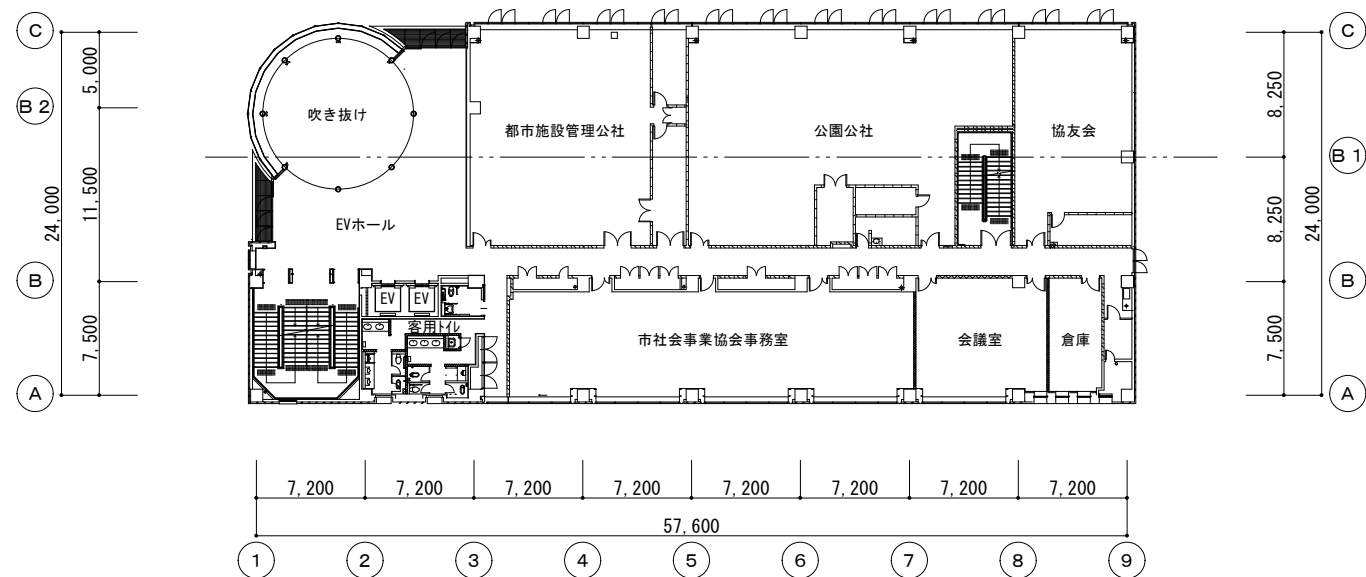 C
C
5,000
8,250
B 2
吹き抜け
都市施設管理公社
公園公社
協友会
B 1
24,000
11,500
24,000
EVホール
8,250
B
B
EV
EV
客用トイレ
7,500
市社会事業協会事務室
会議室
倉庫
7,500
A
A
7,200
7,200
7,200
7,200
7,200
7,200
7,200
7,200
57,600
1
2
3
4
5
6
7
8
9